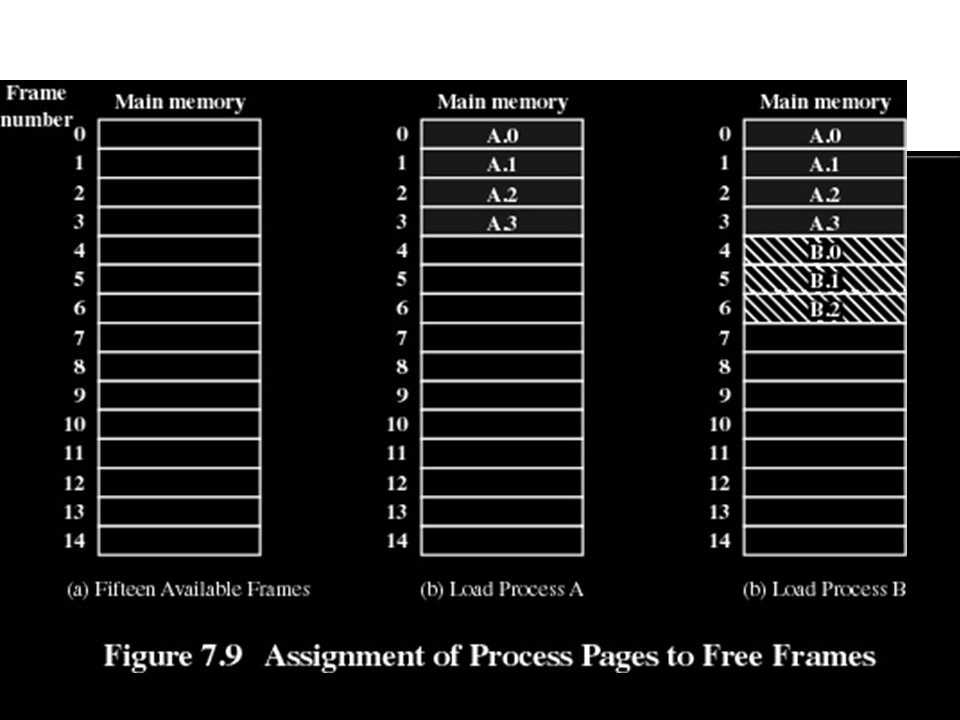 Frame number
Main memory
0
1
2
3
4
5
6
7
8
9
10
11
12
13
14
(a) Fifteen Available Frames
Main memory
0 A.0
1 A.1
2 A.2
3 A.3
4
5
6
7
8
9
10
11
12
13
14
(b) Load Process A
Main memory
0 A.0
1 A.1
2 A.2
3 A.3
4 B.0
5 B.1
6 B.2
7
8
9
10
11
12
13
14
(b) Load Process B
Figure 7.9 Assignment of Process Pages to Free Frames